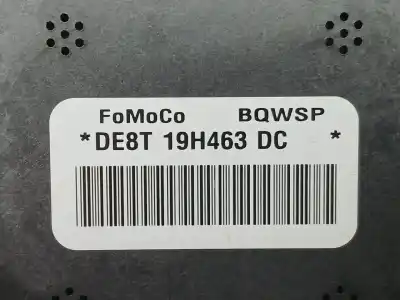 FoMoCo BQWSP
*DE8T 19H463 DC *